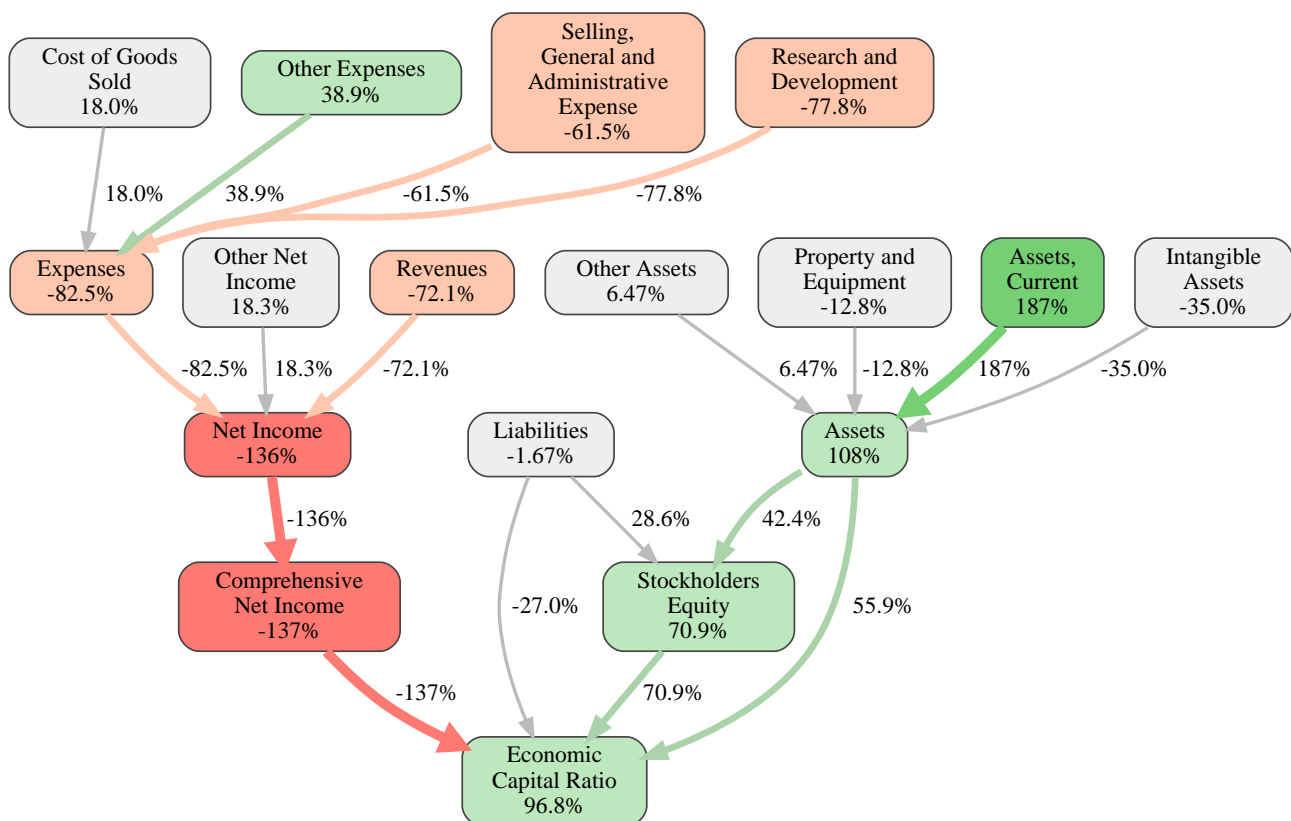 Cost of Goods
Sold
18.0%
Other Expenses
38.9%
Selling,
General and
Administrative
Expense
-61.5%
Research and
Development
-77.8%
18.0%
38.9%
-61.5%
-77.8%
Expenses
-82.5%
Other Net
Income
18.3%
Revenues
-72.1%
Other Assets
6.47%
Property and
Equipment
-12.8%
Assets,
Current
187%
Intangible
Assets
-35.0%
-82.5%
18.3%
-72.1%
6.47%
-12.8%
187%
-35.0%
Net Income
-136%
Liabilities
-1.67%
Assets
108%
-136%
28.6%
42.4%
Comprehensive
Net Income
-137%
-27.0%
Stockholders
Equity
70.9%
55.9%
-137%
70.9%
Economic
Capital Ratio
96.8%